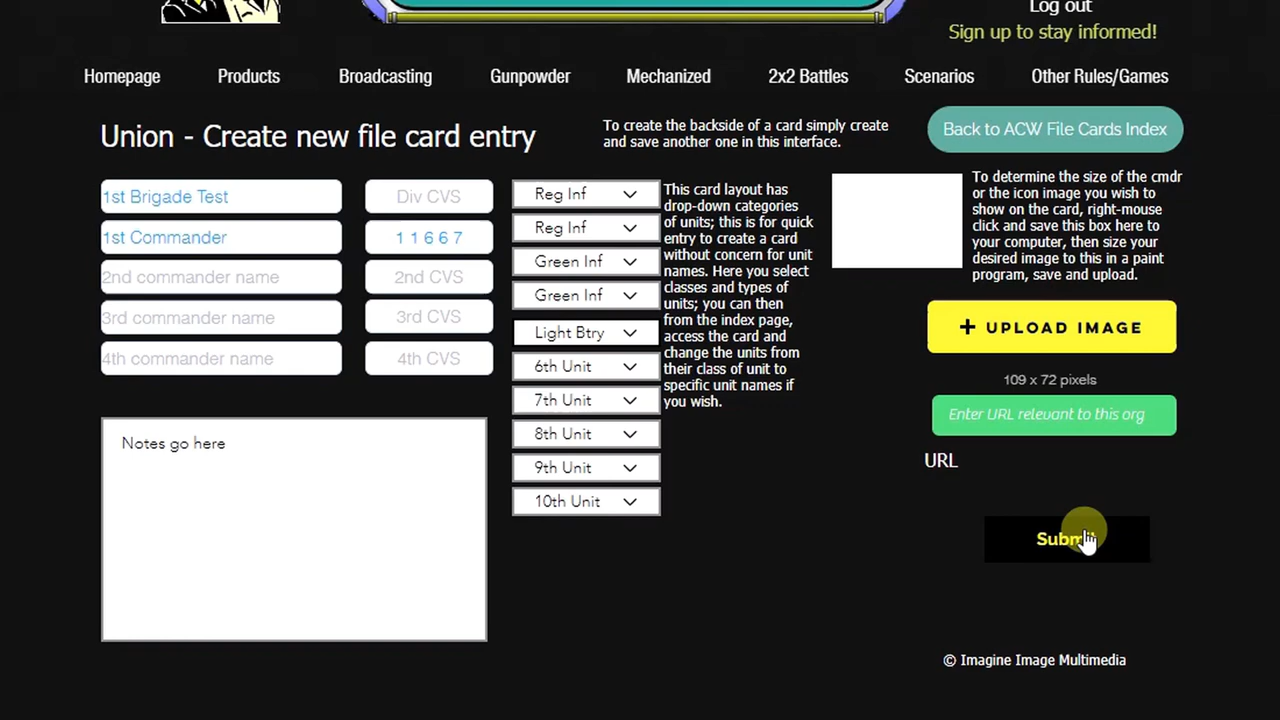 Log out
Sign up to stay informed!
Homepage Products Broadcasting Gunpowder Mechanized 2x2 Battles Scenarios Other Rules/Games
Union - Create new file card entry
To create the backside of a card simply create
and save another one in this interface.
Back to ACW File Cards Index
1st Brigade Test
Div CVS
1st Commander
1 1 6 6 7
2nd commander name
2nd CVS
3rd commander name
3rd CVS
4th commander name
4th CVS
Notes go here
Reg Inf
Reg Inf
Green Inf
Green Inf
Light Btry
6th Unit
7th Unit
8th Unit
9th Unit
10th Unit
This card layout has
drop-down categories
of units; this is for quick
entry to create a card
without concern for unit
names. Here you select
classes and types of
units; you can then
from the index page,
access the card and
change the units from
their class of unit to
specific unit names if
you wish.
To determine the size of the cmdr
or the icon image you wish to
show on the card, right-mouse
click and save this box here to
your computer, then size your
desired image to this in a paint
program, save and upload.
+ UPLOAD IMAGE
109 x 72 pixels
Enter URL relevant to this org
URL
Submit
© Imagine Image Multimedia